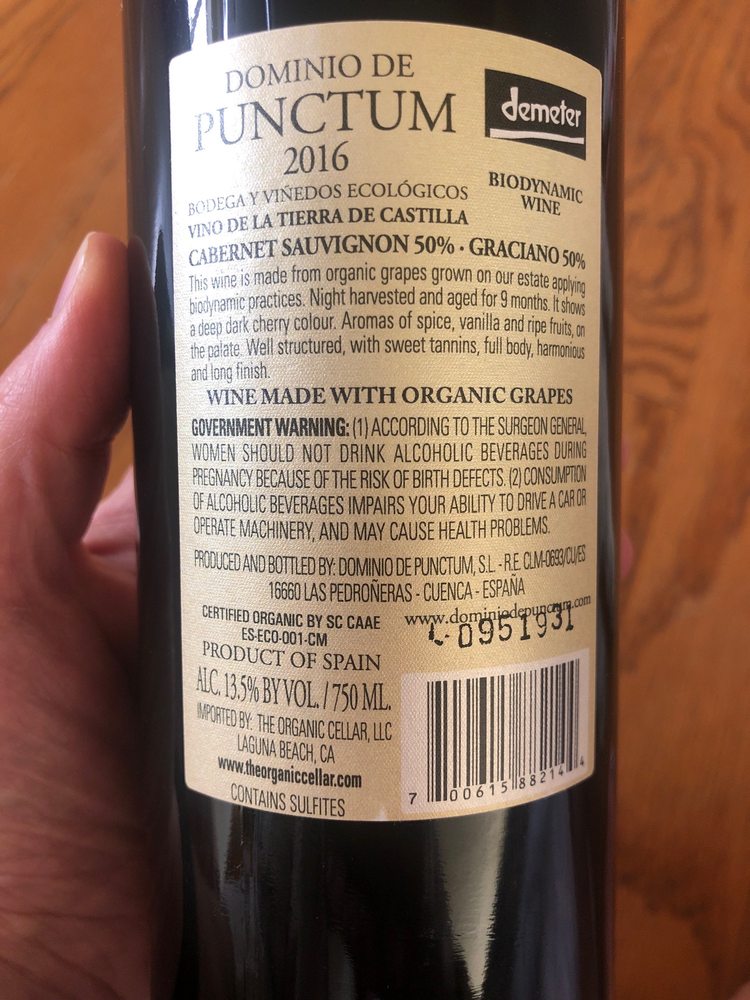 DOMINIO DE
PUNCTUM
2016
demeter
BIODYNAMIC
WINE
BODEGA Y VIÑEDOS ECOLÓGICOS
VINO DE LA TIERRA DE CASTILLA
CABERNET SAUVIGNON 50% · GRACIANO 50%
This wine is made from organic grapes grown on our estate applying
biodynamic practices. Night harvested and aged for 9 months. It shows
a deep dark cherry colour. Aromas of spice, vanilla and ripe fruits, on
the palate. Well structured, with sweet tannins, full body, harmonious
and long finish.
WINE MADE WITH ORGANIC GRAPES
GOVERNMENT WARNING: (1) ACCORDING TO THE SURGEON GENERAL,
WOMEN SHOULD NOT DRINK ALCOHOLIC BEVERAGES DURING
PREGNANCY BECAUSE OF THE RISK OF BIRTH DEFECTS. (2) CONSUMPTION
OF ALCOHOLIC BEVERAGES IMPAIRS YOUR ABILITY TO DRIVE A CAR OR
OPERATE MACHINERY, AND MAY CAUSE HEALTH PROBLEMS.
PRODUCED AND BOTTLED BY: DOMINIO DE PUNCTUM, S.L. - R.E. CLM-0693/CU/ES
16660 LAS PEDROÑERAS - CUENCA - ESPAÑA
CERTIFIED ORGANIC BY SC CAAE
ES-ECO-001-CM
www.dominiodepunctum.com
L-0951931
PRODUCT OF SPAIN
ALC. 13.5% BY VOL. / 750 ML.
IMPORTED BY: THE ORGANIC CELLAR, LLC
LAGUNA BEACH, CA
www.theorganiccellar.com
CONTAINS SULFITES
7 00615 88214 4